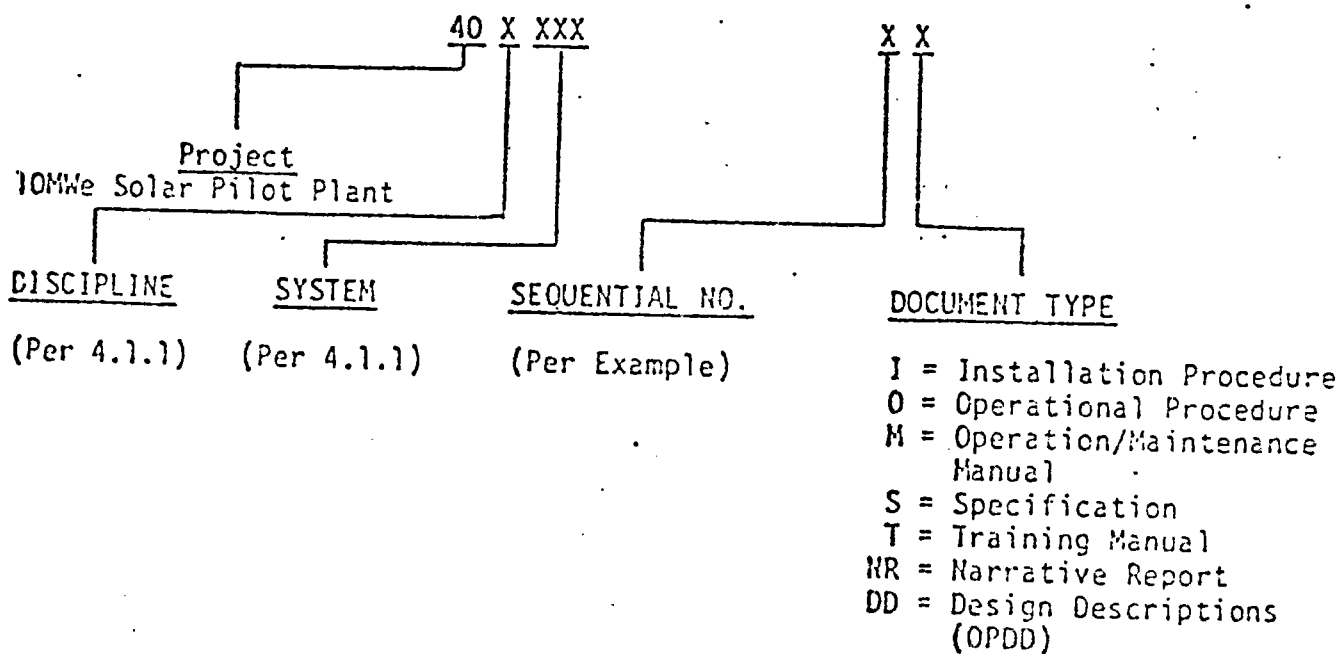 40 X XXX X X
Project
10MWe Solar Pilot Plant
DISCIPLINE SYSTEM SEQUENTIAL NO. DOCUMENT TYPE
(Per 4.1.1) (Per 4.1.1) (Per Example)
I = Installation Procedure
O = Operational Procedure
M = Operation/Maintenance
Manual
S = Specification
T = Training Manual
NR = Narrative Report
DD = Design Descriptions
(OPDD)